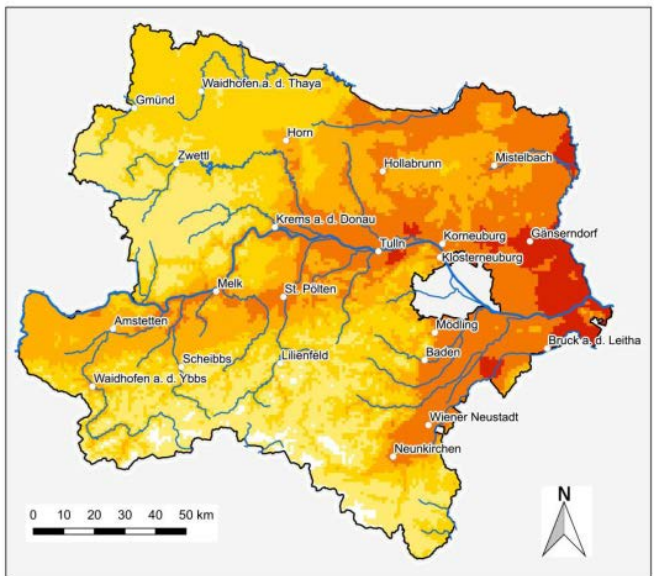 Waidhofen a. d. Thaya
Gmünd
Horn
Zwettl
Hollabrunn
Mistelbach
Krems a. d. Donau
Tulln
Korneuburg
Gänserndorf
Klosterneuburg
Melk
St. Pölten
Amstetten
Mödling
Bruck a. d. Leitha
Scheibbs
Lilienfeld
Baden
Waidhofen a. d. Ybbs
Wiener Neustadt
Neunkirchen
N
0 10 20 30 40 50 km